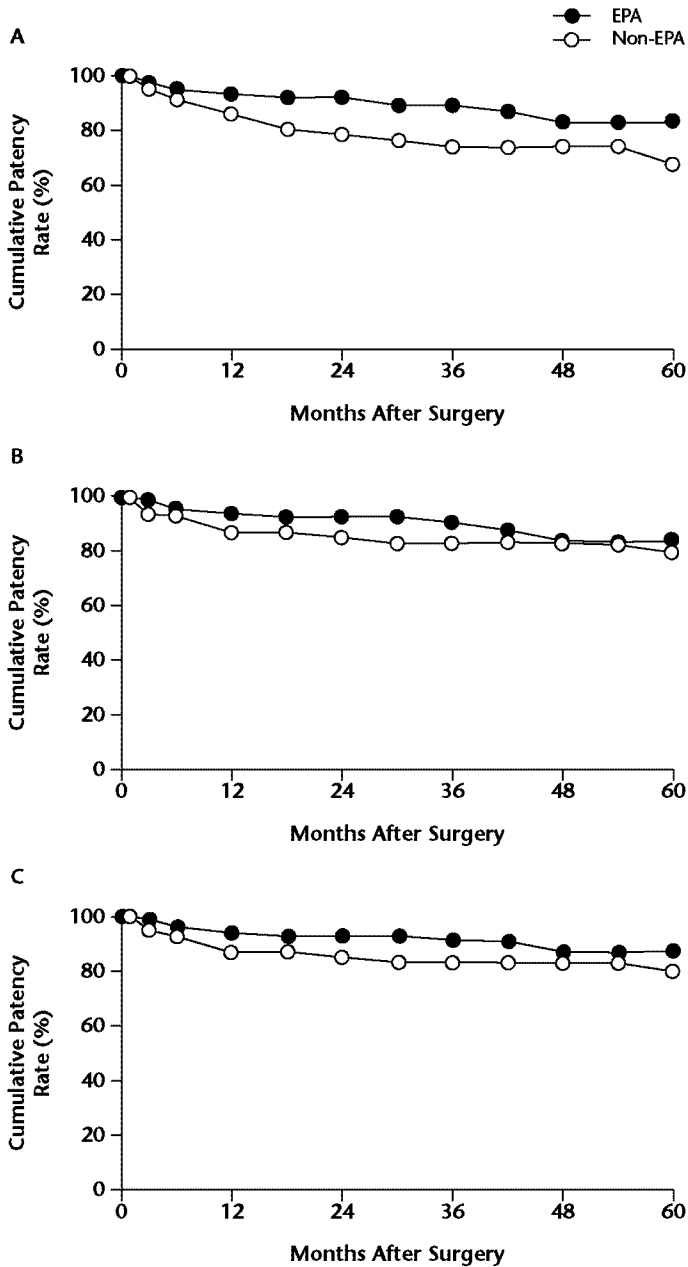 EPA
Non-EPA
A
100
80
60
40
20
0
Cumulative Patency
Rate (%)
0 12 24 36 48 60
Months After Surgery
B
100
80
60
40
20
0
Cumulative Patency
Rate (%)
0 12 24 36 48 60
Months After Surgery
C
100
80
60
40
20
0
Cumulative Patency
Rate (%)
0 12 24 36 48 60
Months After Surgery